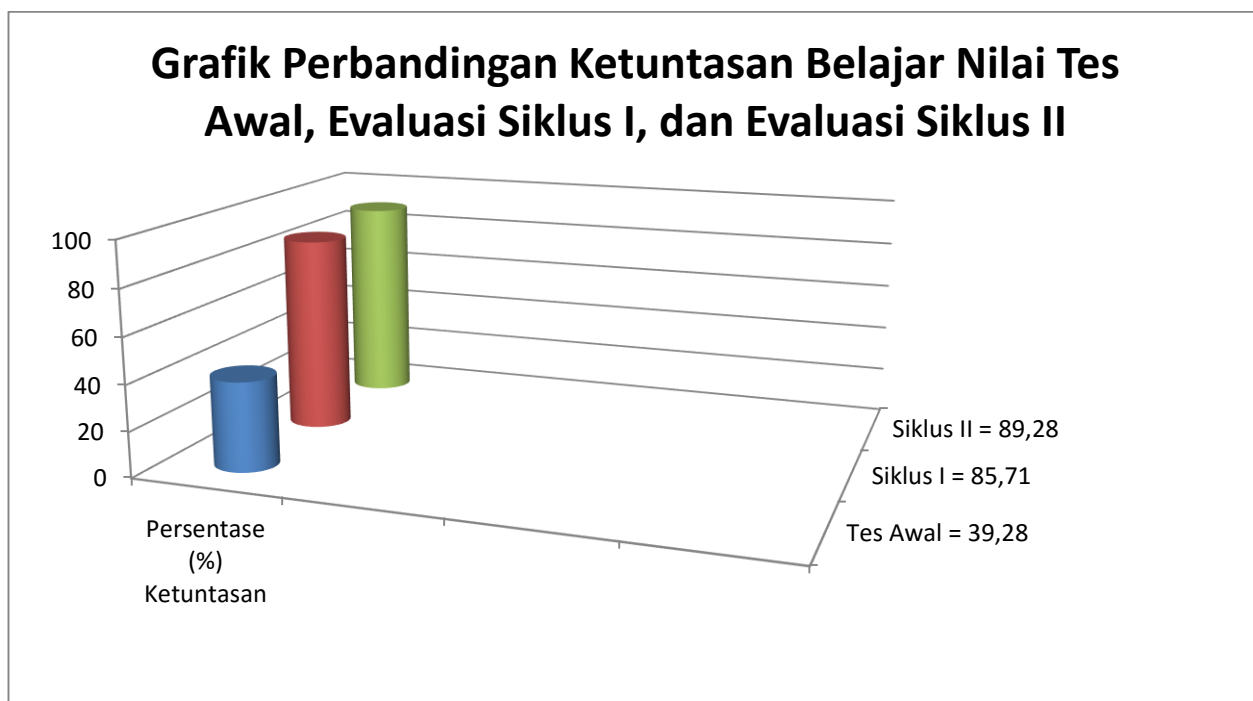 Grafik Perbandingan Ketuntasan Belajar Nilai Tes
Awal, Evaluasi Siklus I, dan Evaluasi Siklus II
100
80
60
40
20
0
Siklus II = 89,28
Siklus I = 85,71
Tes Awal = 39,28
Persentase
(%)
Ketuntasan